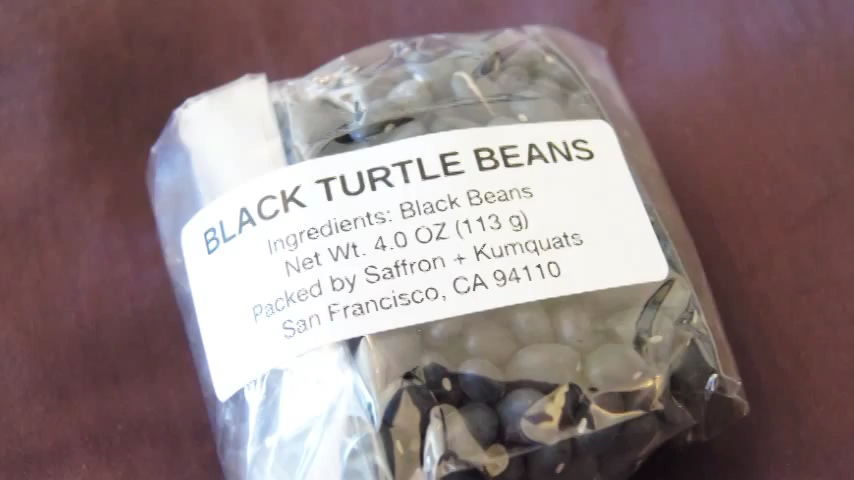 BLACK TURTLE BEANS
Ingredients: Black Beans
Net Wt. 4.0 OZ (113 g)
Packed by Saffron + Kumquats
San Francisco, CA 94110